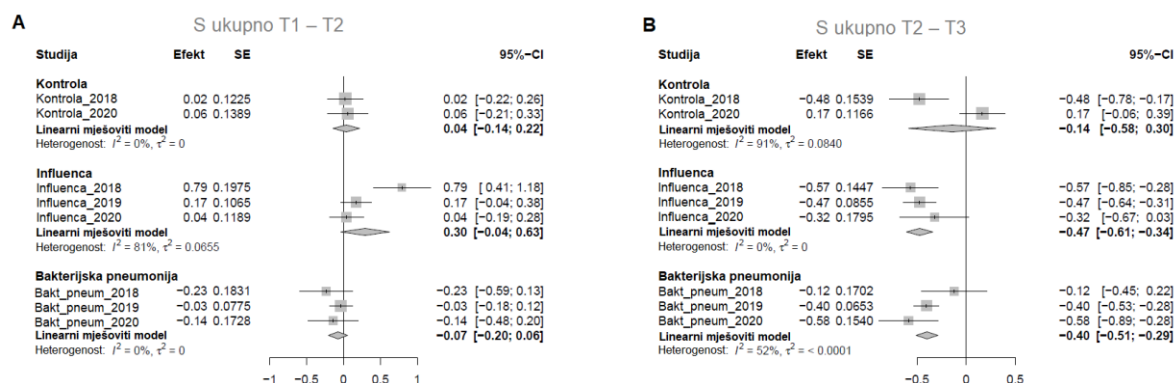 A
S ukupno T1 – T2
Studija Efekt SE 95%−CI
Kontrola
Kontrola_2018 0.02 0.1225 0.02 [−0.22; 0.26]
Kontrola_2020 0.06 0.1389 0.06 [−0.21; 0.33]
Linearni mješoviti model 0.04 [−0.14; 0.22]
Heterogenost: I² = 0%, τ² = 0
Influenca
Influenca_2018 0.79 0.1975 0.79 [ 0.41; 1.18]
Influenca_2019 0.17 0.1065 0.17 [−0.04; 0.38]
Influenca_2020 0.04 0.1189 0.04 [−0.19; 0.28]
Linearni mješoviti model 0.30 [−0.04; 0.63]
Heterogenost: I² = 81%, τ² = 0.0655
Bakterijska pneumonija
Bakt_pneum_2018 −0.23 0.1831 −0.23 [−0.59; 0.13]
Bakt_pneum_2019 −0.03 0.0775 −0.03 [−0.18; 0.12]
Bakt_pneum_2020 −0.14 0.1728 −0.14 [−0.48; 0.20]
Linearni mješoviti model −0.07 [−0.20; 0.06]
Heterogenost: I² = 0%, τ² = 0
−1 −0.5 0 0.5 1
B
S ukupno T2 – T3
Studija Efekt SE 95%−CI
Kontrola
Kontrola_2018 −0.48 0.1539 −0.48 [−0.78; −0.17]
Kontrola_2020 0.17 0.1166 0.17 [−0.06; 0.39]
Linearni mješoviti model −0.14 [−0.58; 0.30]
Heterogenost: I² = 91%, τ² = 0.0840
Influenca
Influenca_2018 −0.57 0.1447 −0.57 [−0.85; −0.28]
Influenca_2019 −0.47 0.0855 −0.47 [−0.64; −0.31]
Influenca_2020 −0.32 0.1795 −0.32 [−0.67; 0.03]
Linearni mješoviti model −0.47 [−0.61; −0.34]
Heterogenost: I² = 0%, τ² = 0
Bakterijska pneumonija
Bakt_pneum_2018 −0.12 0.1702 −0.12 [−0.45; 0.22]
Bakt_pneum_2019 −0.40 0.0653 −0.40 [−0.53; −0.28]
Bakt_pneum_2020 −0.58 0.1540 −0.58 [−0.89; −0.28]
Linearni mješoviti model −0.40 [−0.51; −0.29]
Heterogenost: I² = 52%, τ² = < 0.0001
−0.5 0 0.5